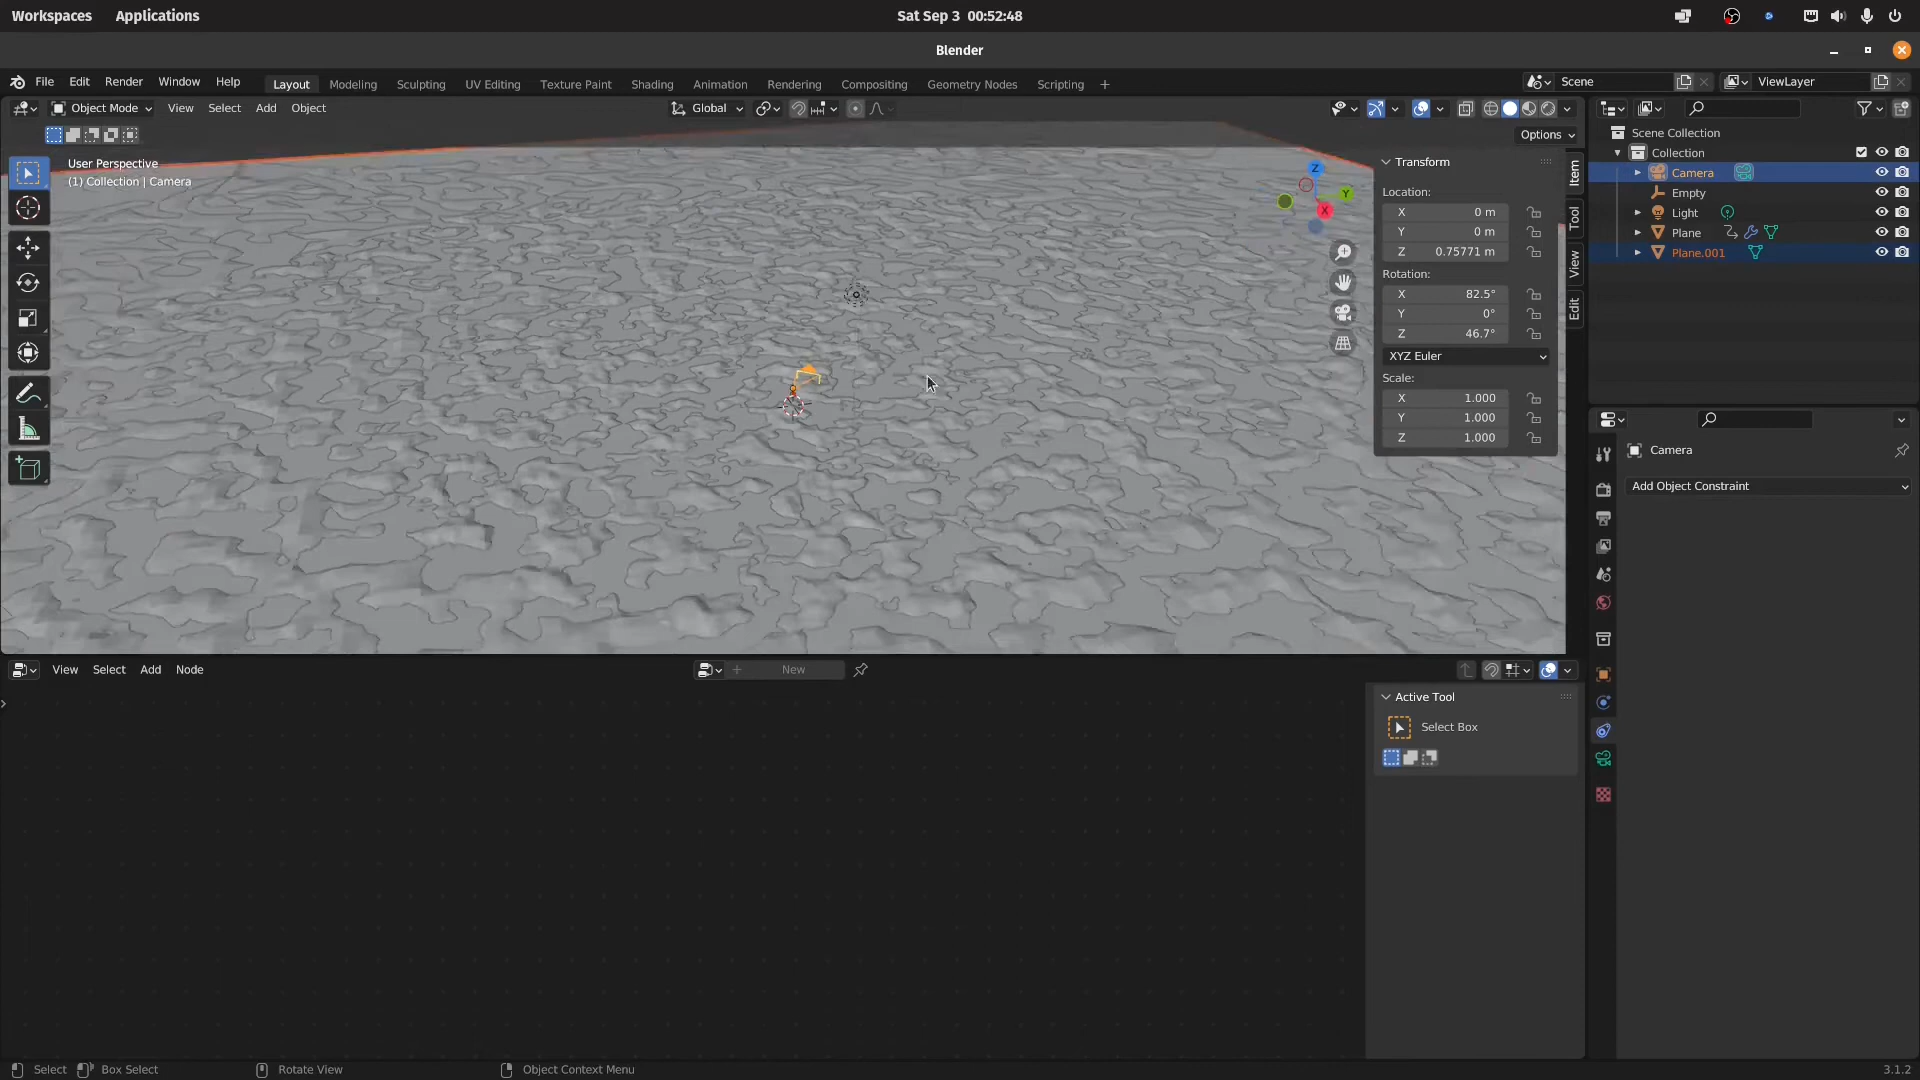 Workspaces Applications Sat Sep 3 00:52:48
Blender
File Edit Render Window Help Layout Modeling Sculpting UV Editing Texture Paint Shading Animation Rendering Compositing Geometry Nodes Scripting + Scene ViewLayer
Object Mode View Select Add Object Global
Options
User Perspective
(1) Collection | Camera
Z
Y
X
Transform
Location:
X 0 m
Y 0 m
Z 0.75771 m
Rotation:
X 82.5°
Y 0°
Z 46.7°
XYZ Euler
Scale:
X 1.000
Y 1.000
Z 1.000
Item
Tool
View
Edit
Scene Collection
Collection
Camera
Empty
Light
Plane
Plane.001
Camera
Add Object Constraint
View Select Add Node New
Active Tool
Select Box
Select Box Select Rotate View Object Context Menu 3.1.2